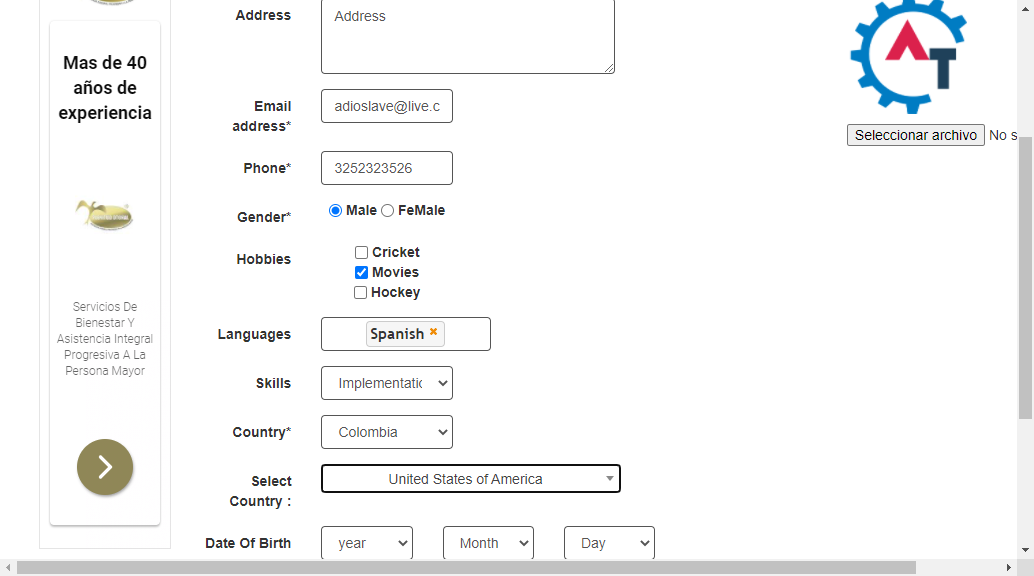 Address
Address
Mas de 40
años de
experiencia
Email
address*
adioslave@live.c
Seleccionar archivo No s
Phone*
3252323526
Gender*
Male FeMale
Hobbies
Cricket
Movies
Hockey
Servicios De
Bienestar Y
Asistencia Integral
Progresiva A La
Persona Mayor
Languages
Spanish ×
Skills
Implementatic
Country*
Colombia
Select
Country :
United States of America
Date Of Birth
year Month Day
AT